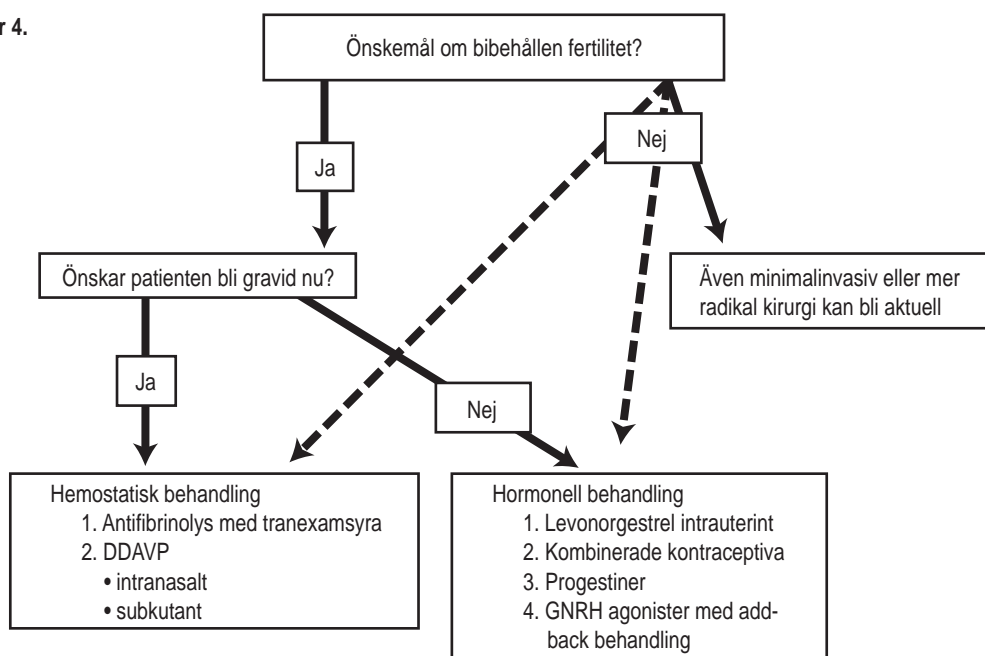 r 4.
Önskemål om bibehållen fertilitet?
Ja
Nej
Önskar patienten bli gravid nu?
Även minimalinvasiv eller mer
radikal kirurgi kan bli aktuell
Ja
Nej
Hemostatisk behandling
1. Antifibrinolys med tranexamsyra
2. DDAVP
• intranasalt
• subkutant
Hormonell behandling
1. Levonorgestrel intrauterint
2. Kombinerade kontraceptiva
3. Progestiner
4. GNRH agonister med add-
back behandling